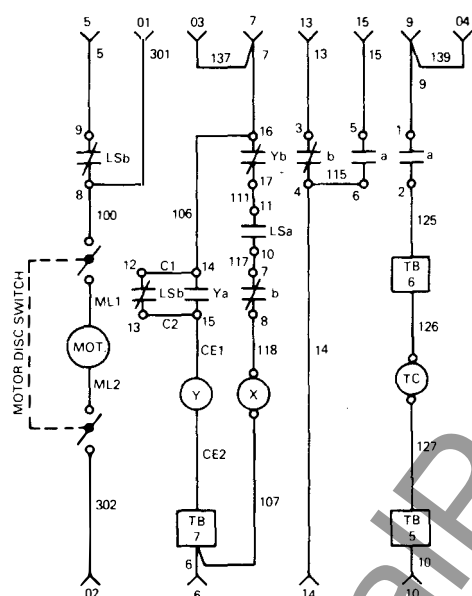 5 01 03 7 13 15 9 04
5 301 137 7 13 15 139
9
9 16 3 5 1
LSb Yb b a a
8 17 4 115 6 2
111 11
100 106 LSa 125
10
12 C1 14 117 7 TB 6
LSb Ya b
ML1 13 C2 15 8 126
MOT. CE1 118 14
MOTOR DISC SWITCH
Y X TC
ML2
CE2 127
302 107
TB 7 TB 5
6 10
02 6 14 10